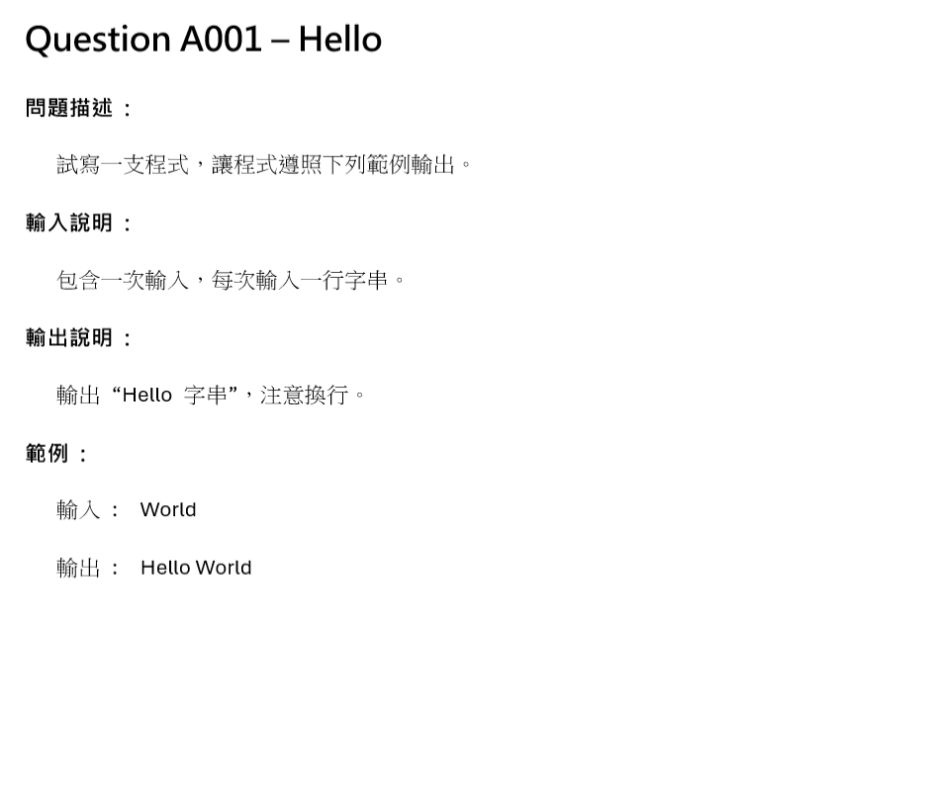 Question A001 – Hello
問題描述：
試寫一支程式，讓程式遵照下列範例輸出。
輸入說明：
包含一次輸入，每次輸入一行字串。
輸出說明：
輸出 “Hello 字串”，注意換行。
範例：
輸入： World
輸出： Hello World